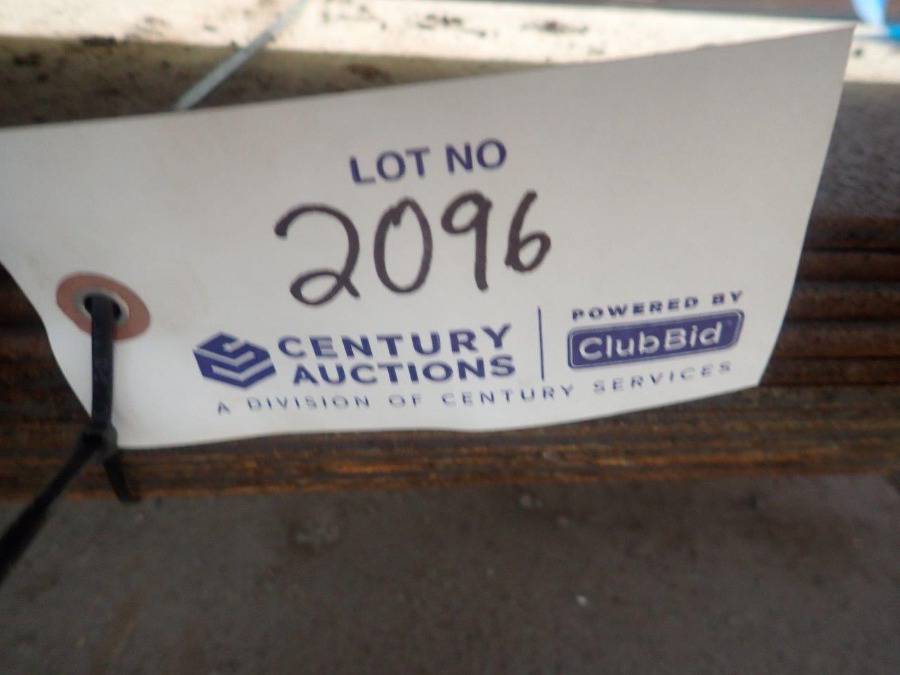 LOT NO
2096
CENTURY
AUCTIONS
A DIVISION OF CENTURY SERVICES
POWERED BY
ClubBid